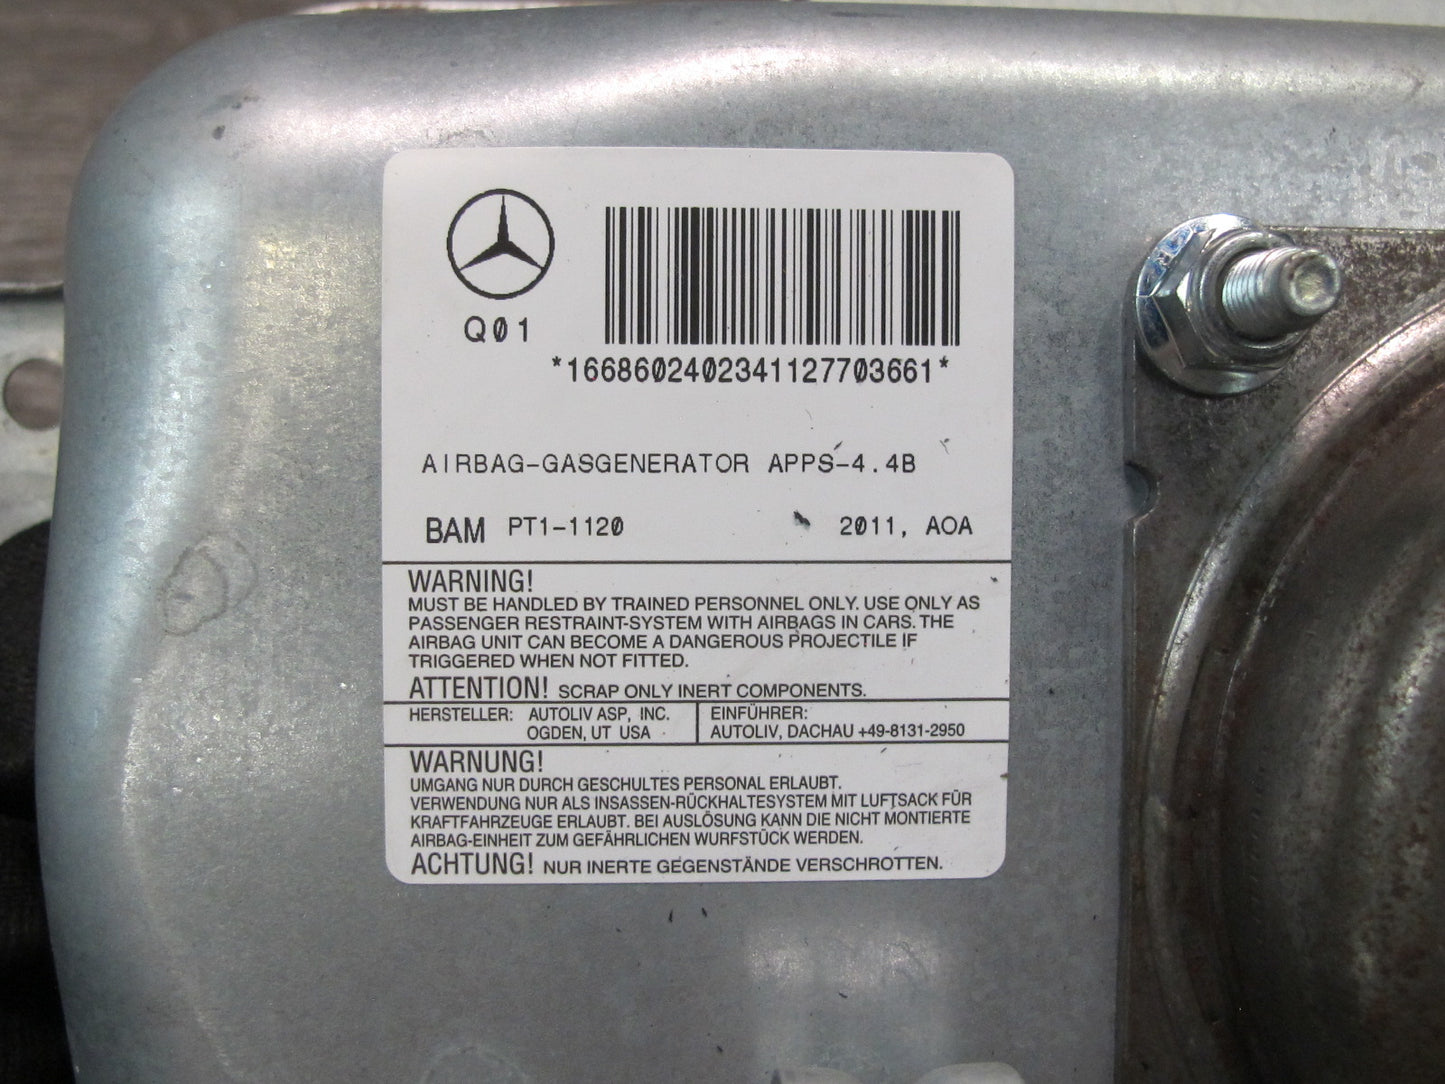 Q01
*1668602402341127703661*
AIRBAG-GASGENERATOR APPS-4.4B
BAM PT1-1120 2011, AOA
WARNING!
MUST BE HANDLED BY TRAINED PERSONNEL ONLY. USE ONLY AS
PASSENGER RESTRAINT-SYSTEM WITH AIRBAGS IN CARS. THE
AIRBAG UNIT CAN BECOME A DANGEROUS PROJECTILE IF
TRIGGERED WHEN NOT FITTED.
ATTENTION! SCRAP ONLY INERT COMPONENTS.
HERSTELLER: AUTOLIV ASP, INC.
OGDEN, UT USA
EINFÜHRER:
AUTOLIV, DACHAU +49-8131-2950
WARNUNG!
UMGANG NUR DURCH GESCHULTES PERSONAL ERLAUBT.
VERWENDUNG NUR ALS INSASSEN-RÜCKHALTESYSTEM MIT LUFTSACK FÜR
KRAFTFAHRZEUGE ERLAUBT. BEI AUSLÖSUNG KANN DIE NICHT MONTIERTE
AIRBAG-EINHEIT ZUM GEFÄHRLICHEN WURFSTÜCK WERDEN.
ACHTUNG! NUR INERTE GEGENSTÄNDE VERSCHROTTEN.